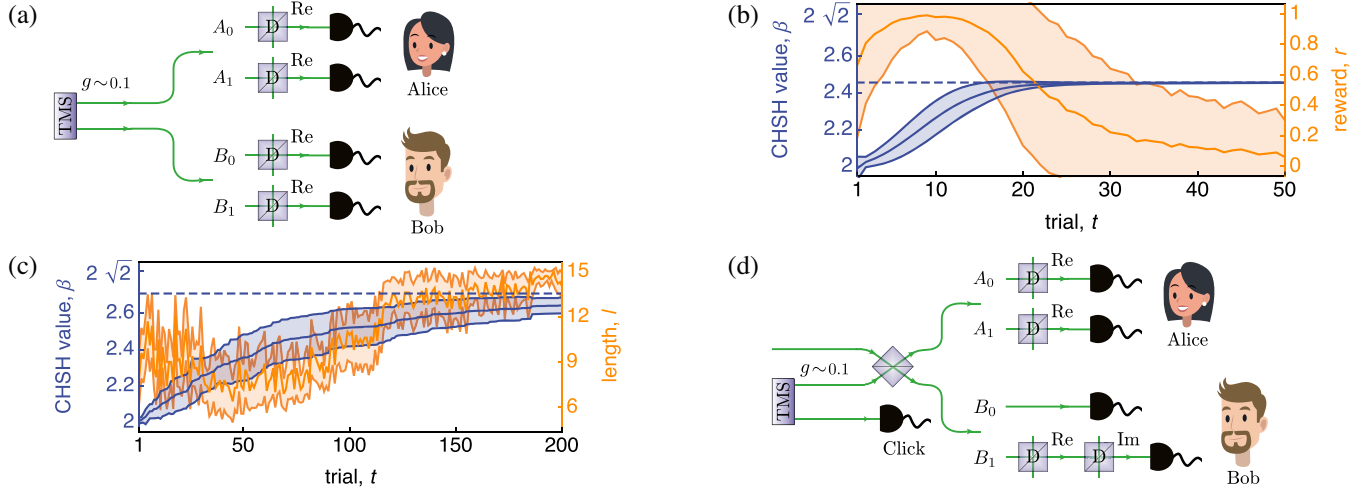 (a)
A₀ D Re
A₁ D Re
g∼0.1
TMS
Alice
B₀ D Re
B₁ D Re
Bob
(b)
CHSH value, β
2 √2
2.4
2.2
2
1 10 20 30 40 50
trial, t
1
0.8
0.6
0.4
0.2
0
reward, r
(c)
CHSH value, β
2 √2
2.6
2.4
2.2
2
1 50 100 150 200
trial, t
15
12
9
6
length, l
(d)
A₀ D Re
A₁ D Re
Alice
g∼0.1
TMS
Click
B₀
B₁ D Re D Im
Bob